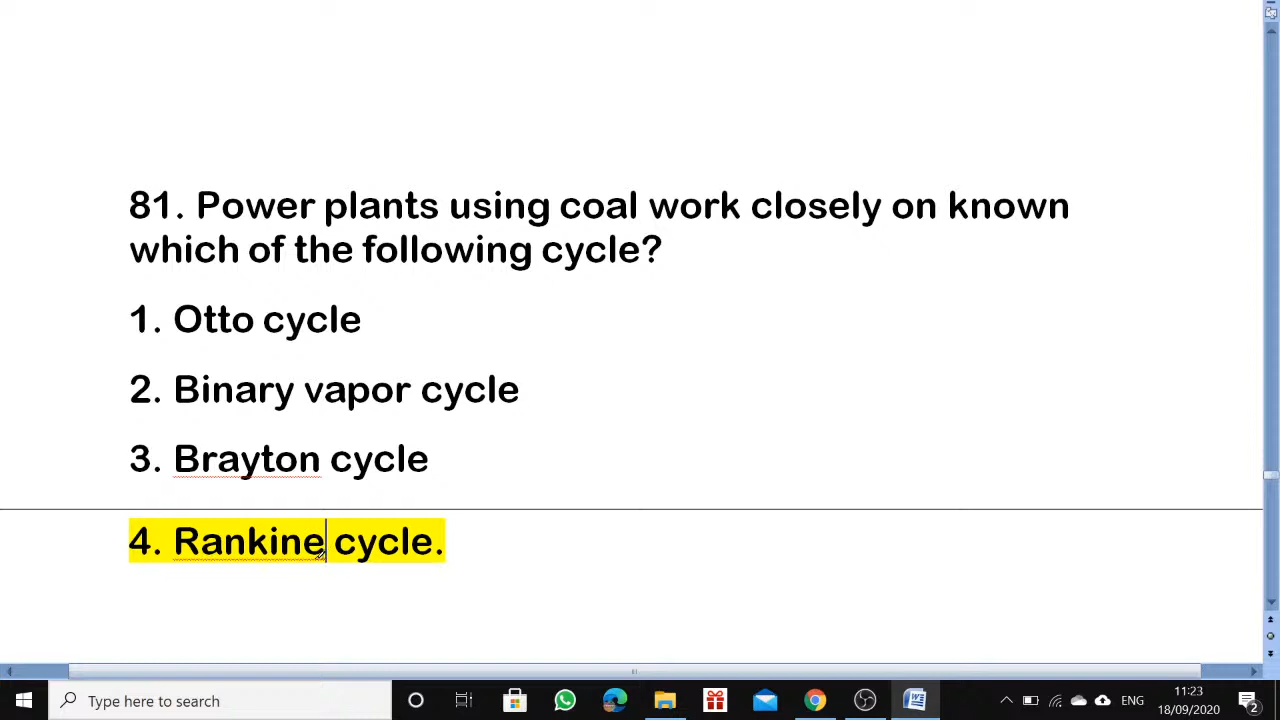 81. Power plants using coal work closely on known
which of the following cycle?
1. Otto cycle
2. Binary vapor cycle
3. Brayton cycle
4. Rankine cycle.
Type here to search
ENG
11:23
18/09/2020
2